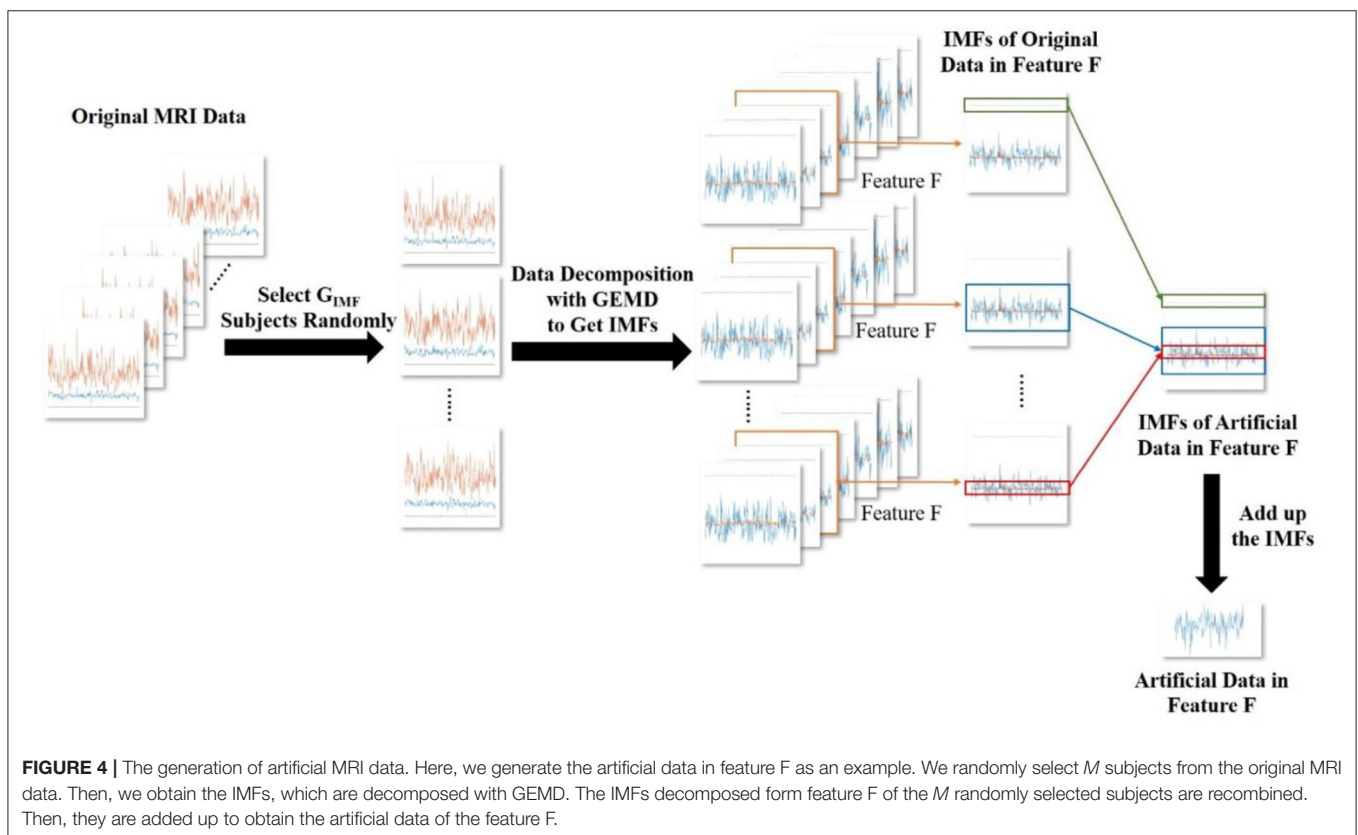 IMFs of Original
Data in Feature F
Original MRI Data
Feature F
Select GIMF
Subjects Randomly
Data Decomposition
with GEMD
to Get IMFs
Feature F
IMFs of Artificial
Data in Feature F
Feature F
Add up
the IMFs
Artificial Data in
Feature F
FIGURE 4 | The generation of artificial MRI data. Here, we generate the artificial data in feature F as an example. We randomly select M subjects from the original MRI
data. Then, we obtain the IMFs, which are decomposed with GEMD. The IMFs decomposed form feature F of the M randomly selected subjects are recombined.
Then, they are added up to obtain the artificial data of the feature F.